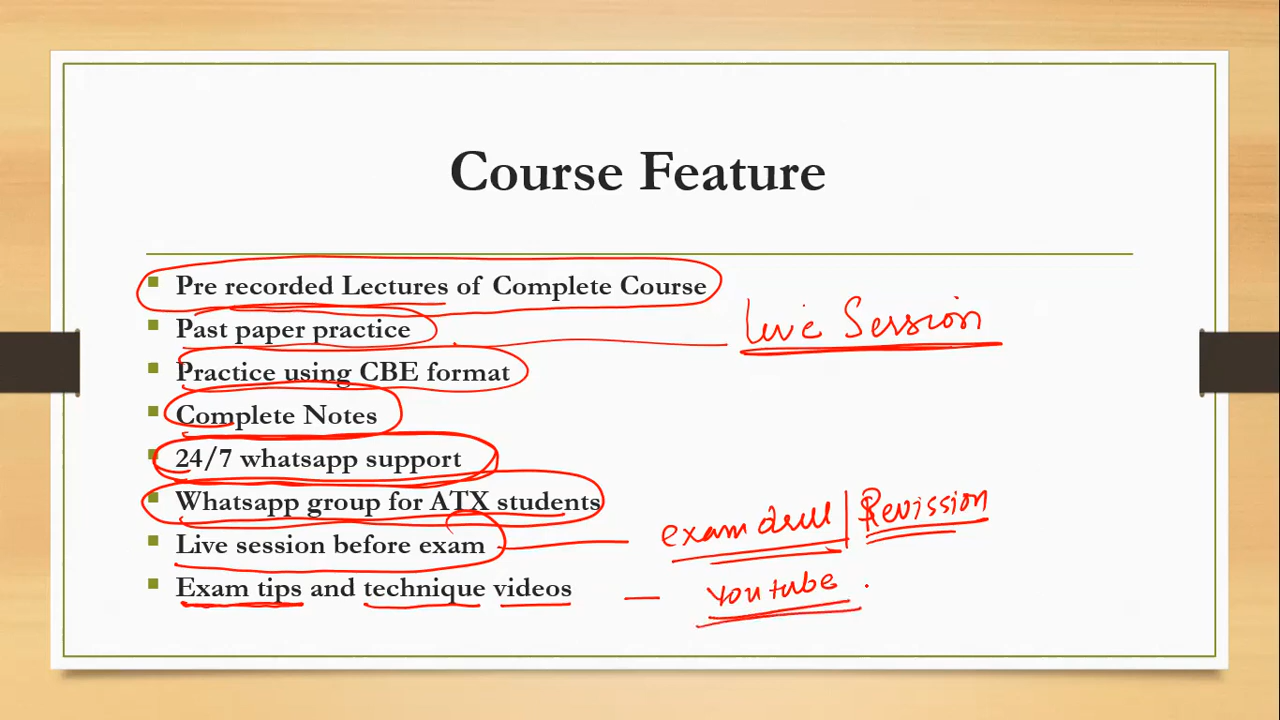 Course Feature
Pre recorded Lectures of Complete Course
Past paper practice
Live Session
Practice using CBE format
Complete Notes
24/7 whatsapp support
Whatsapp group for ATX students
Live session before exam
exam drill | Revission
Exam tips and technique videos
Youtube